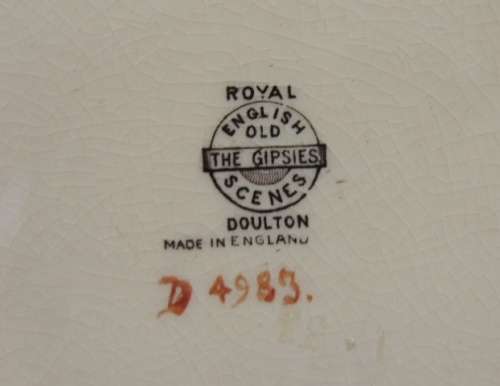 ROYAL
ENGLISH
OLD
THE GIPSIES
SCENES
DOULTON
MADE IN ENGLAND
D 4983.